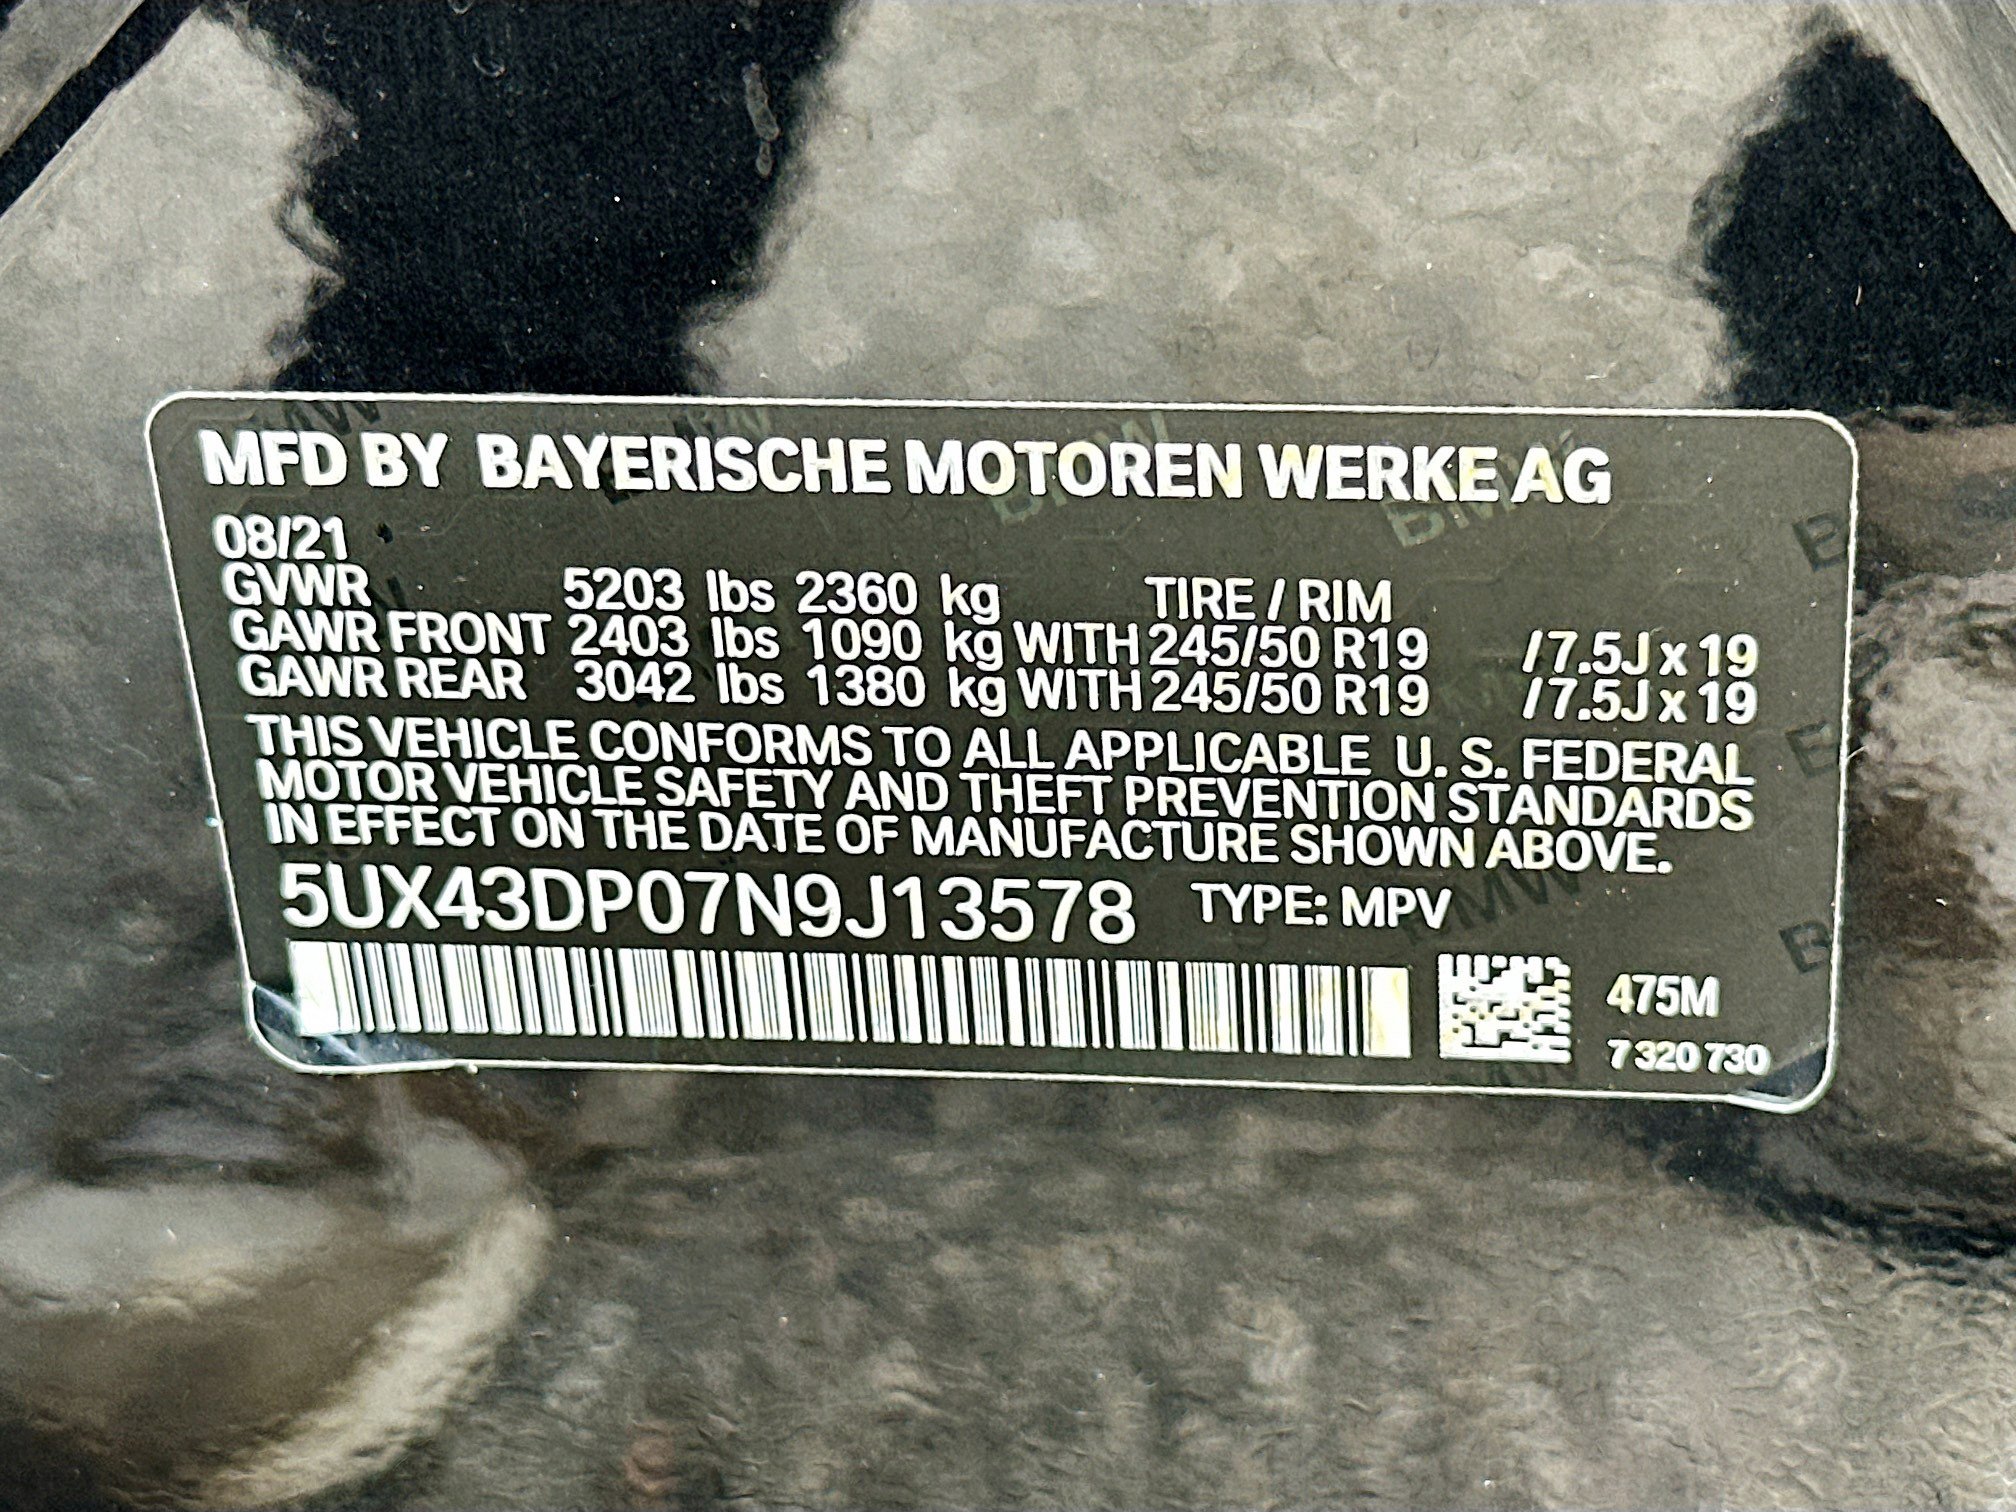 MFD BY BAYERISCHE MOTOREN WERKE AG
08/21
GVWR 5203 lbs 2360 kg TIRE / RIM
GAWR FRONT 2403 lbs 1090 kg WITH 245/50 R19 / 7.5J x 19
GAWR REAR 3042 lbs 1380 kg WITH 245/50 R19 / 7.5J x 19
THIS VEHICLE CONFORMS TO ALL APPLICABLE U. S. FEDERAL
MOTOR VEHICLE SAFETY AND THEFT PREVENTION STANDARDS
IN EFFECT ON THE DATE OF MANUFACTURE SHOWN ABOVE.
5UX43DP07N9J13578 TYPE: MPV
475M
7 320 730